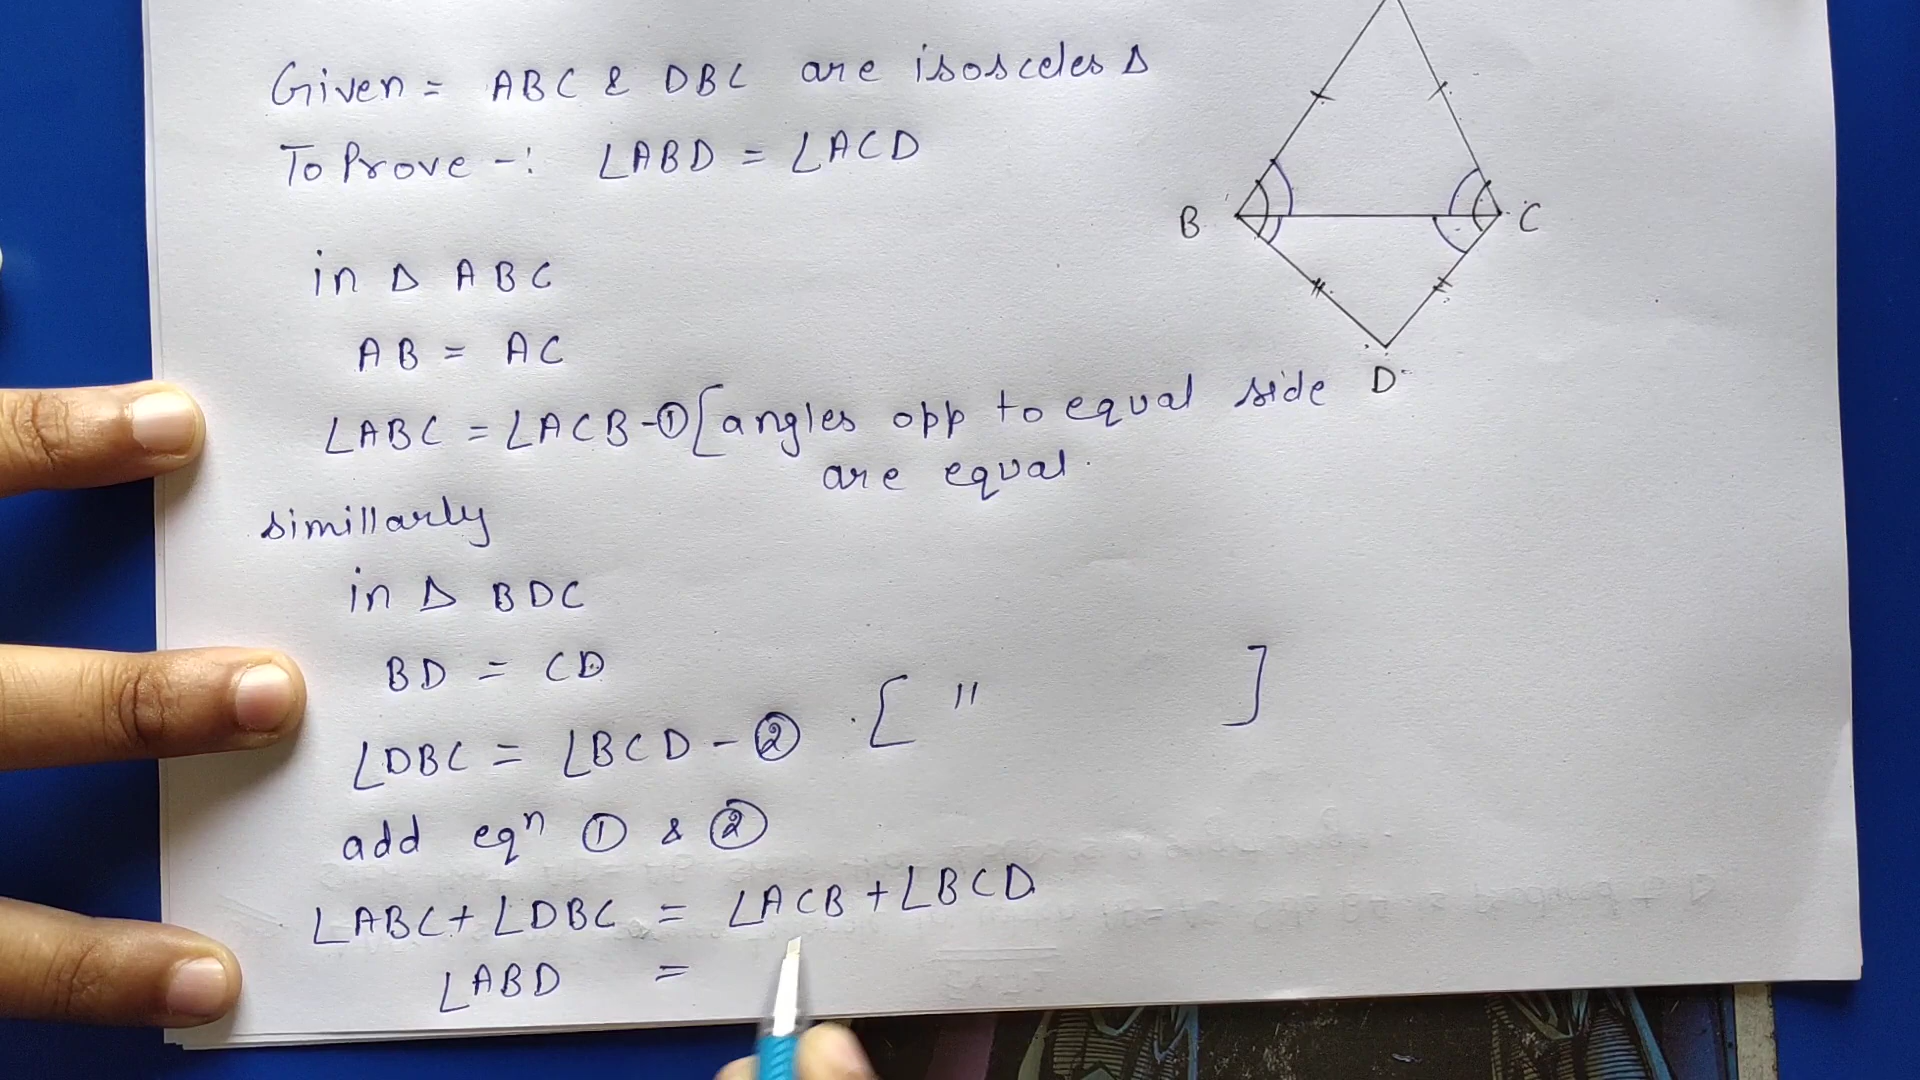 Given = ABC & DBC are isosceles Δ
To Prove -: ∠ABD = ∠ACD
B
C
in Δ ABC
AB = AC
D
∠ABC = ∠ACB - ① [angles opp to equal side
are equal.
simillarly
in Δ BDC
BD = CD
∠DBC = ∠BCD - ② [ " ]
add eqⁿ ① & ②
∠ABC + ∠DBC = ∠ACB + ∠BCD
∠ABD =